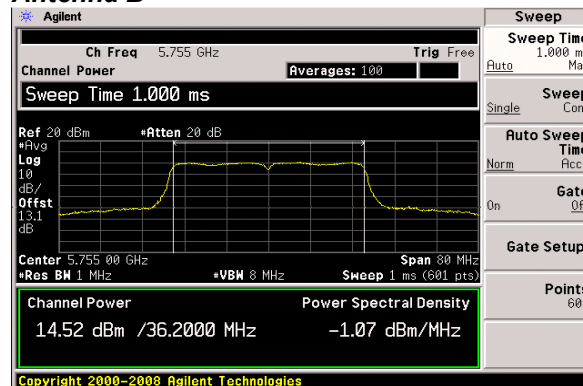 Agilent
Ch Freq 5.755 GHz Trig Free
Channel Power Averages: 100
Sweep Time 1.000 ms
Ref 20 dBm #Atten 20 dB
#Avg
Log
10
dB/
Offst
13.1
dB
Center 5.755 00 GHz Span 80 MHz
#Res BW 1 MHz #VBW 8 MHz Sweep 1 ms (601 pts)
Channel Power Power Spectral Density
14.52 dBm /36.2000 MHz -1.07 dBm/MHz
Copyright 2000-2008 Agilent Technologies
Sweep
Sweep Time
1.000 m
Auto Ma
Sweep
Single Con
Auto Sweep
Time
Norm Acc
Gate
On Of
Gate Setup
Points
60